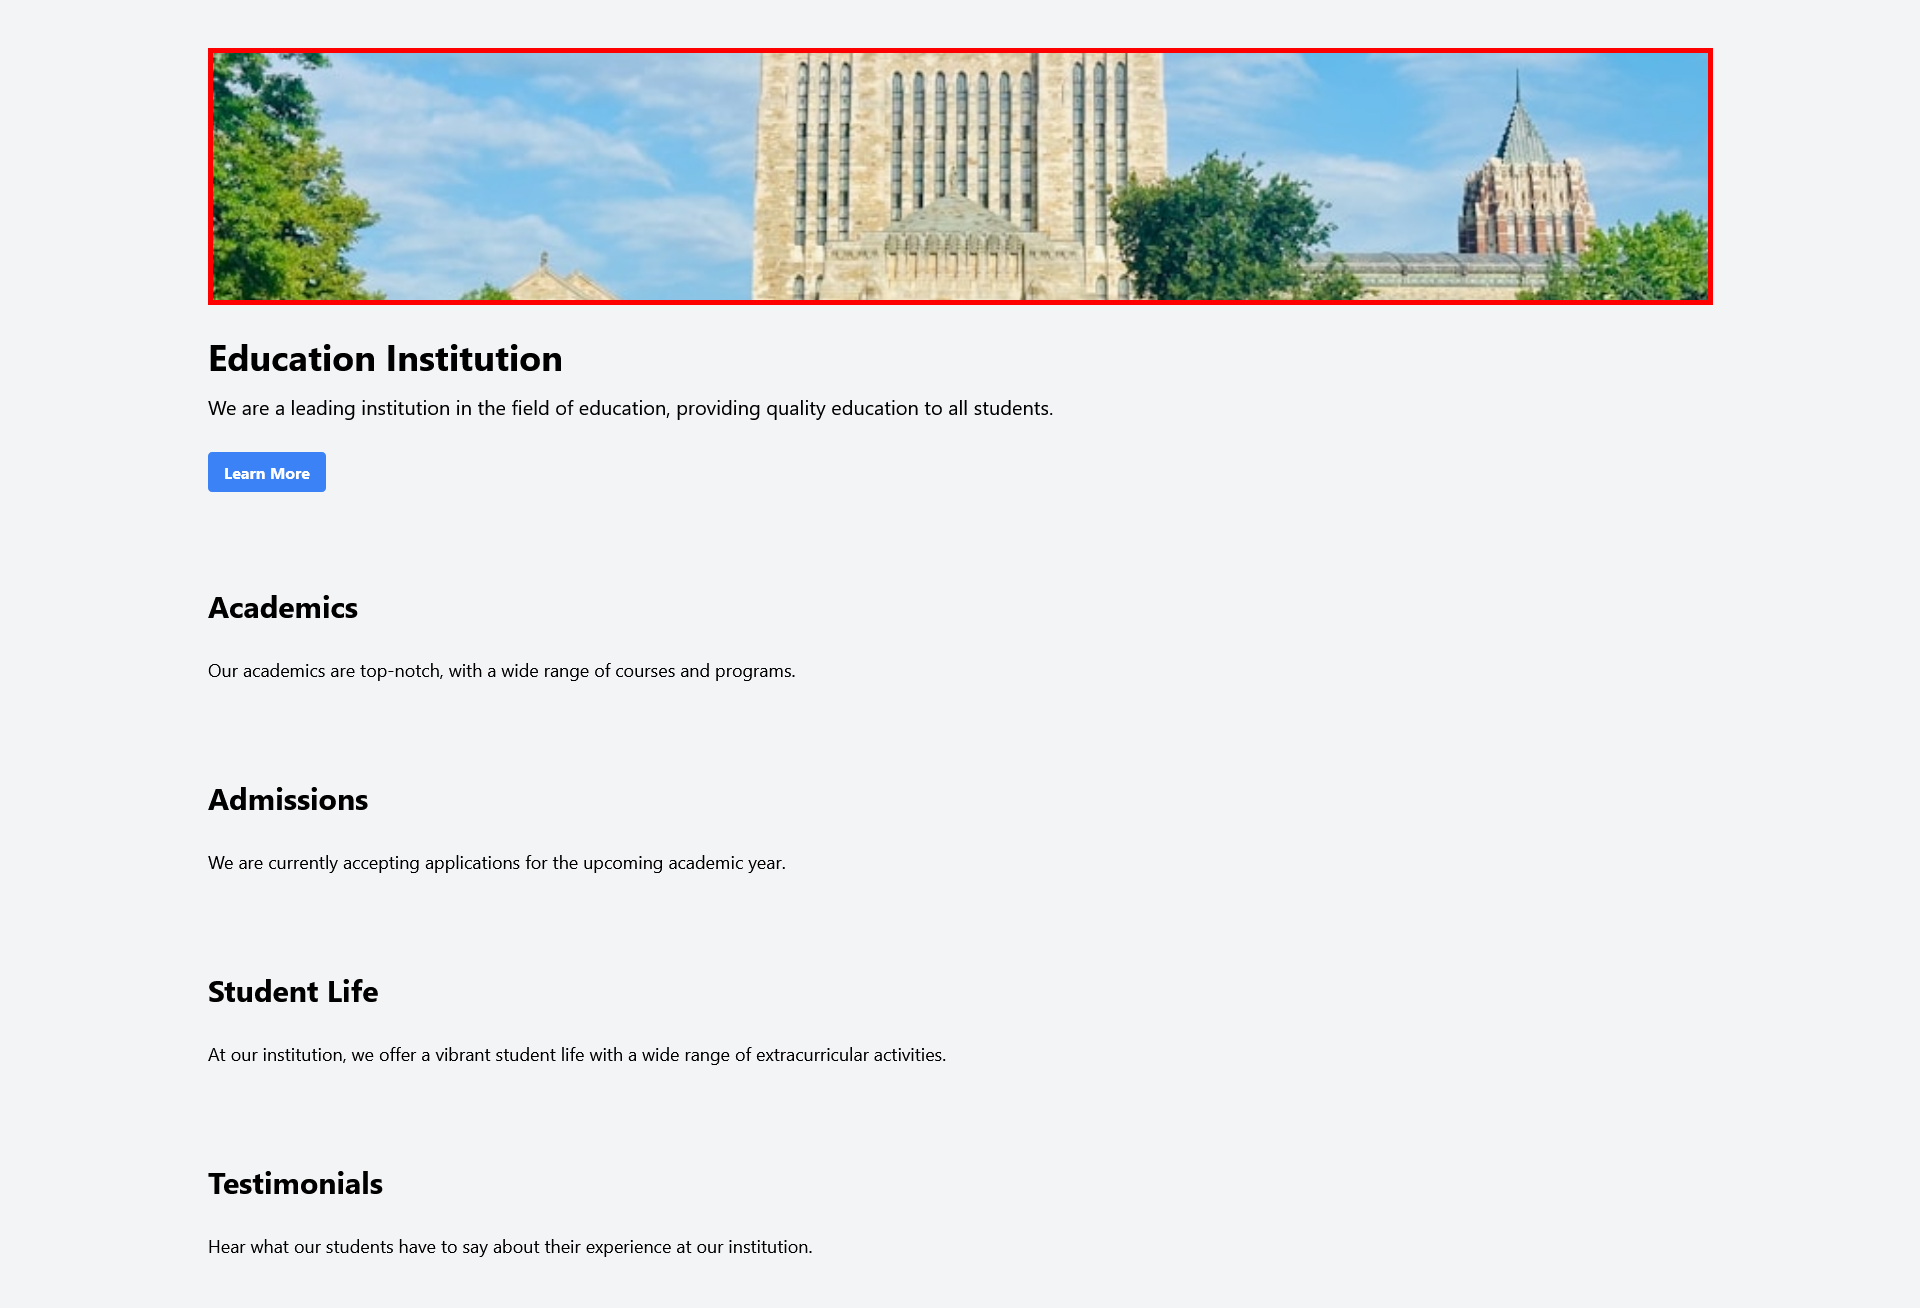 Education Institution
We are a leading institution in the field of education, providing quality education to all students.
Learn More
Academics
Our academics are top-notch, with a wide range of courses and programs.
Admissions
We are currently accepting applications for the upcoming academic year.
Student Life
At our institution, we offer a vibrant student life with a wide range of extracurricular activities.
Testimonials
Hear what our students have to say about their experience at our institution.